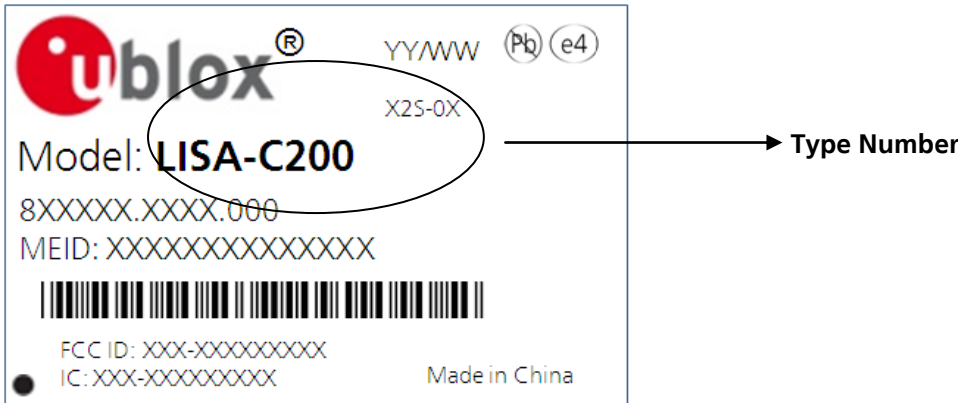 ublox®
YY/WW Pb e4
X2S-0X
Model: LISA-C200
Type Number
8XXXXX.XXXX.000
MEID: XXXXXXXXXXXXXX
FCC ID: XXX-XXXXXXXXX
IC: XXX-XXXXXXXXX
Made in China